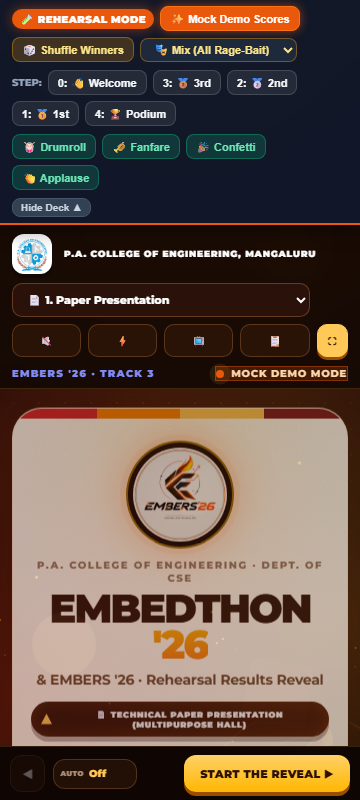 REHEARSAL MODE
Mock Demo Scores
Shuffle Winners
Mix (All Rage-Bait)
STEP:
0: Welcome
3: 3rd
2: 2nd
1: 1st
4: Podium
Drumroll
Fanfare
Confetti
Applause
Hide Deck ▲
P.A. COLLEGE OF ENGINEERING, MANGALURU
1. Paper Presentation
EMBERS '26 · TRACK 3
MOCK DEMO MODE
EMBERS'26
P.A. COLLEGE OF ENGINEERING · DEPT. OF
CSE
EMBEDTHON
'26
& EMBERS '26 · Rehearsal Results Reveal
TECHNICAL PAPER PRESENTATION
(MULTIPURPOSE HALL)
AUTO Off
START THE REVEAL ▶